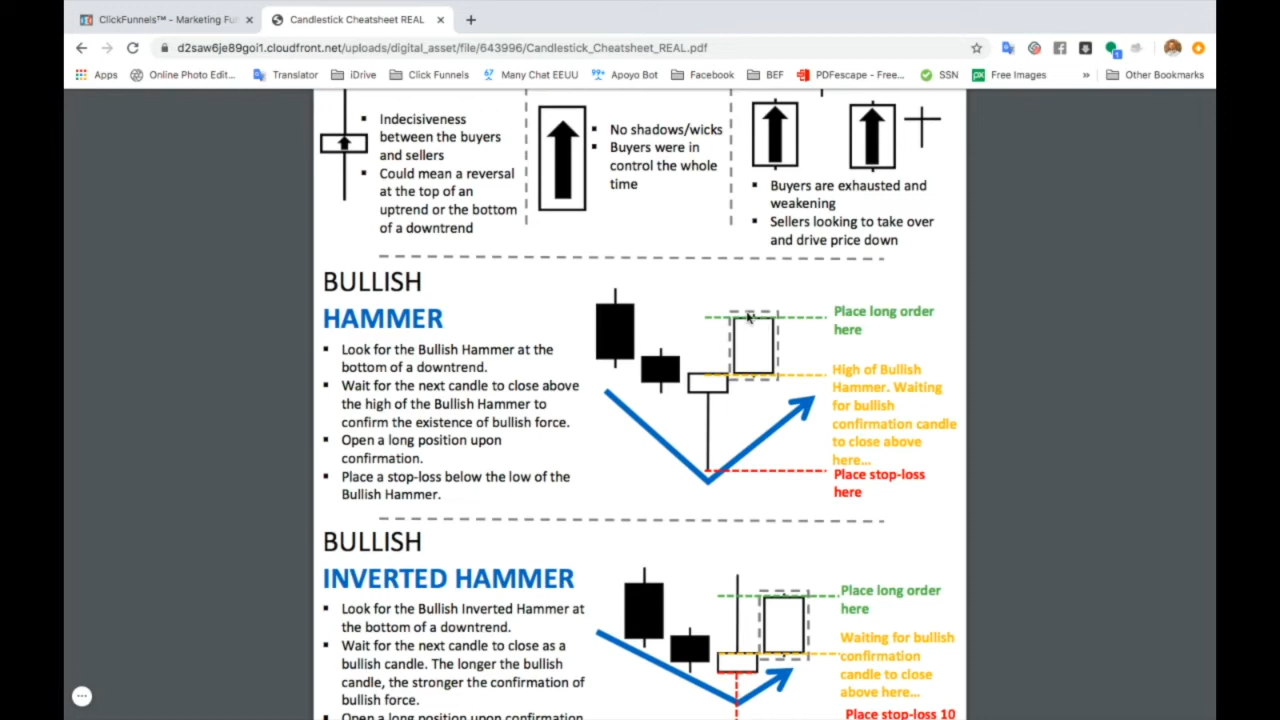 ClickFunnels™ - Marketing Fu
Candlestick Cheatsheet REAL
d2saw6je89goi1.cloudfront.net/uploads/digital_asset/file/643996/Candlestick_Cheatsheet_REAL.pdf
Apps
Online Photo Edit...
Translator
iDrive
Click Funnels
Many Chat EEUU
Apoyo Bot
Facebook
BEF
PDFescape - Free...
SSN
Free Images
»
Other Bookmarks
Indecisiveness
between the buyers
and sellers
Could mean a reversal
at the top of an
uptrend or the bottom
of a downtrend
No shadows/wicks
Buyers were in
control the whole
time
Buyers are exhausted and
weakening
Sellers looking to take over
and drive price down
BULLISH
HAMMER
Look for the Bullish Hammer at the
bottom of a downtrend.
Wait for the next candle to close above
the high of the Bullish Hammer to
confirm the existence of bullish force.
Open a long position upon
confirmation.
Place a stop-loss below the low of the
Bullish Hammer.
Place long order
here
High of Bullish
Hammer. Waiting
for bullish
confirmation candle
to close above
here...
Place stop-loss
here
BULLISH
INVERTED HAMMER
Look for the Bullish Inverted Hammer at
the bottom of a downtrend.
Wait for the next candle to close as a
bullish candle. The longer the bullish
candle, the stronger the confirmation of
bullish force.
Open a long position upon confirmation
Place long order
here
Waiting for bullish
confirmation
candle to close
above here...
Place stop-loss 10